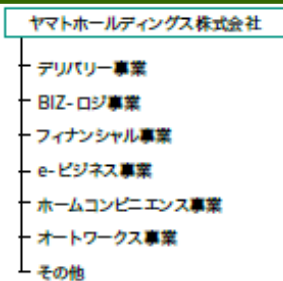 ヤマトホールディングス株式会社
デリバリー事業
BIZ-ロジ事業
フィナンシャル事業
e-ビジネス事業
ホームコンビニエンス事業
オートワークス事業
その他